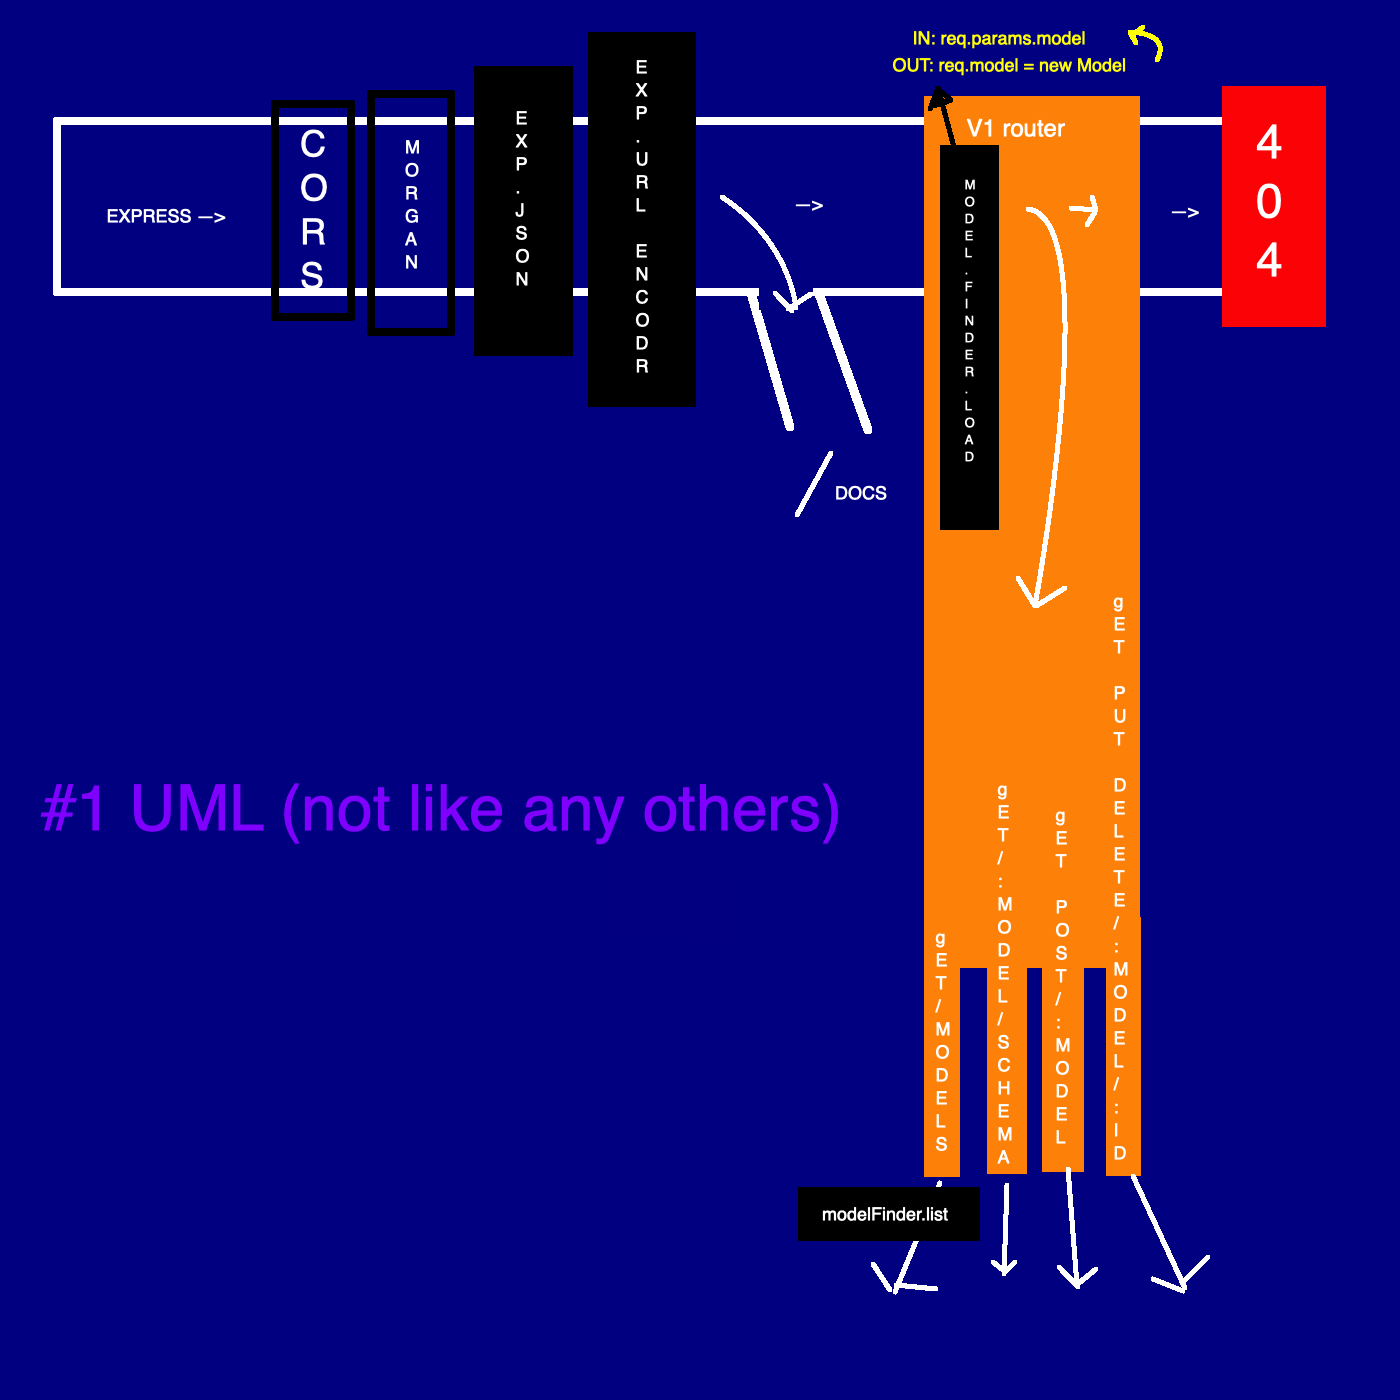 IN: req.params.model
OUT: req.model = new Model
V1 router
EXPRESS —>
CORS
MORGAN
EXP.JSON
EXP.URL ENCODR
—>
MODEL.FINDER.LOAD
—>
404
/ DOCS
#1 UML (not like any others)
gET/MODELS
gET/:MODEL/SCHEMA
gET POST/:MODEL
gET PUT DELETE/:MODEL/:ID
modelFinder.list